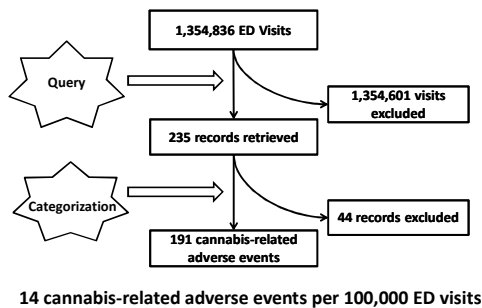 1,354,836 ED Visits
Query
1,354,601 visits
excluded
235 records retrieved
Categorization
44 records excluded
191 cannabis-related
adverse events
14 cannabis-related adverse events per 100,000 ED visits